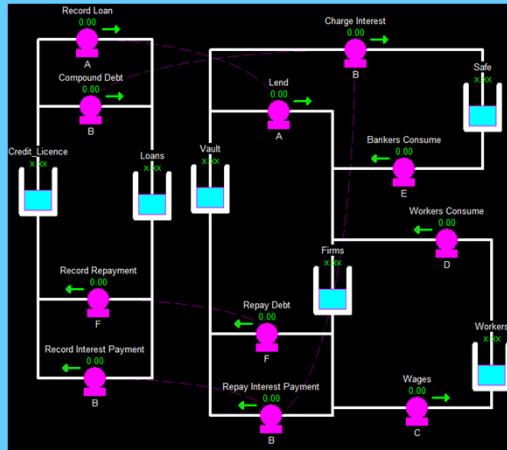 Record Loan
0.00
A
Compound Debt
0.00
B
Credit_Licence
x.xx
Loans
x.xx
Record Repayment
0.00
F
Record Interest Payment
0.00
B
Charge Interest
0.00
B
Safe
x.xx
Lend
0.00
A
Vault
x.xx
Bankers Consume
0.00
E
Workers Consume
0.00
D
Firms
x.xx
Repay Debt
0.00
F
Workers
x.xx
Repay Interest Payment
0.00
B
Wages
0.00
C